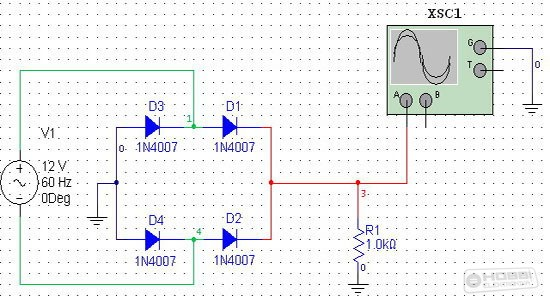 XSC1
G
T
A
B
0
D3
D1
1
1N4007
1N4007
0
V1
12 V
60 Hz
0Deg
3
D4
D2
4
1N4007
1N4007
R1
1.0kΩ
0
HOBBI